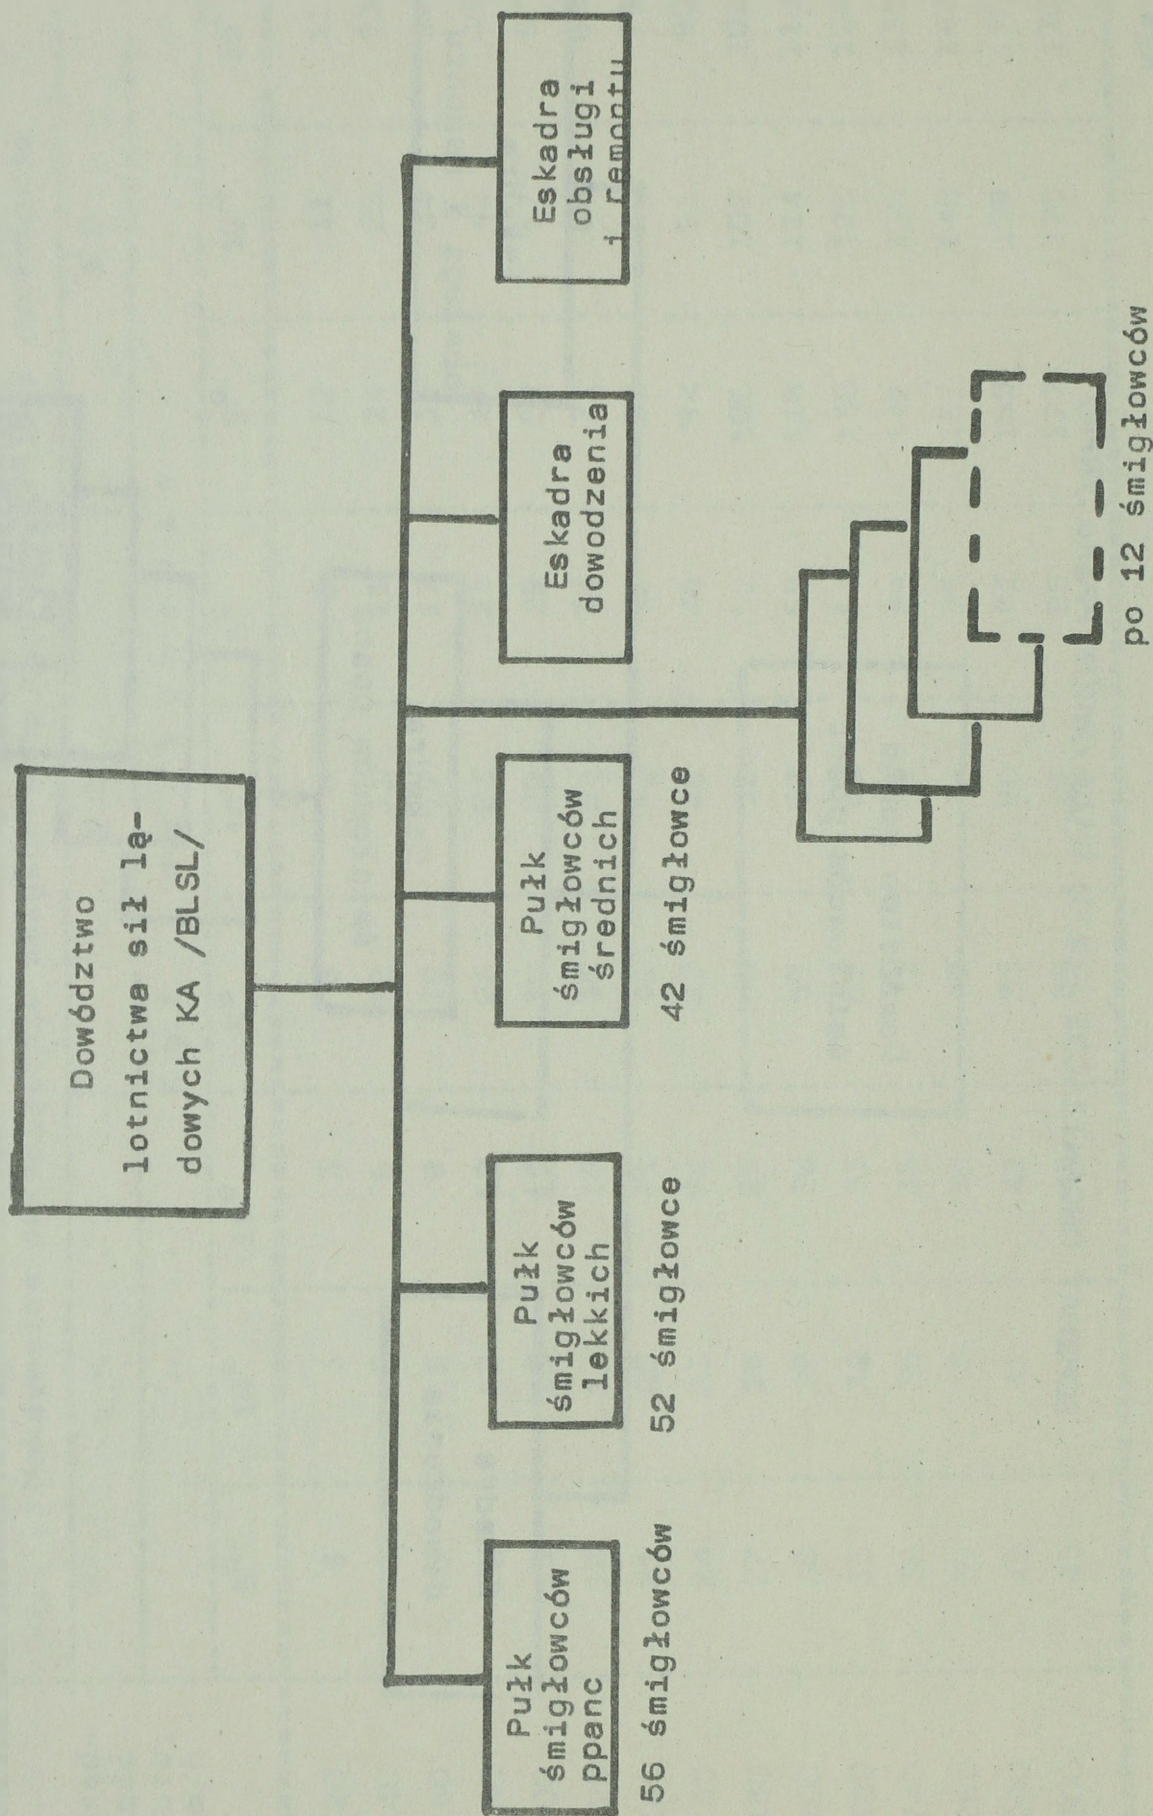 Dowództwo
lotnictwa sił lą-
dowych KA /BLSL/
Pułk
śmigłowców
ppanc
56 śmigłowców
Pułk
śmigłowców
lekkich
52 śmigłowce
Pułk
śmigłowców
średnich
42 śmigłowce
Eskadra
dowodzenia
Eskadra
obsługi
i remontu
po 12 śmigłowców